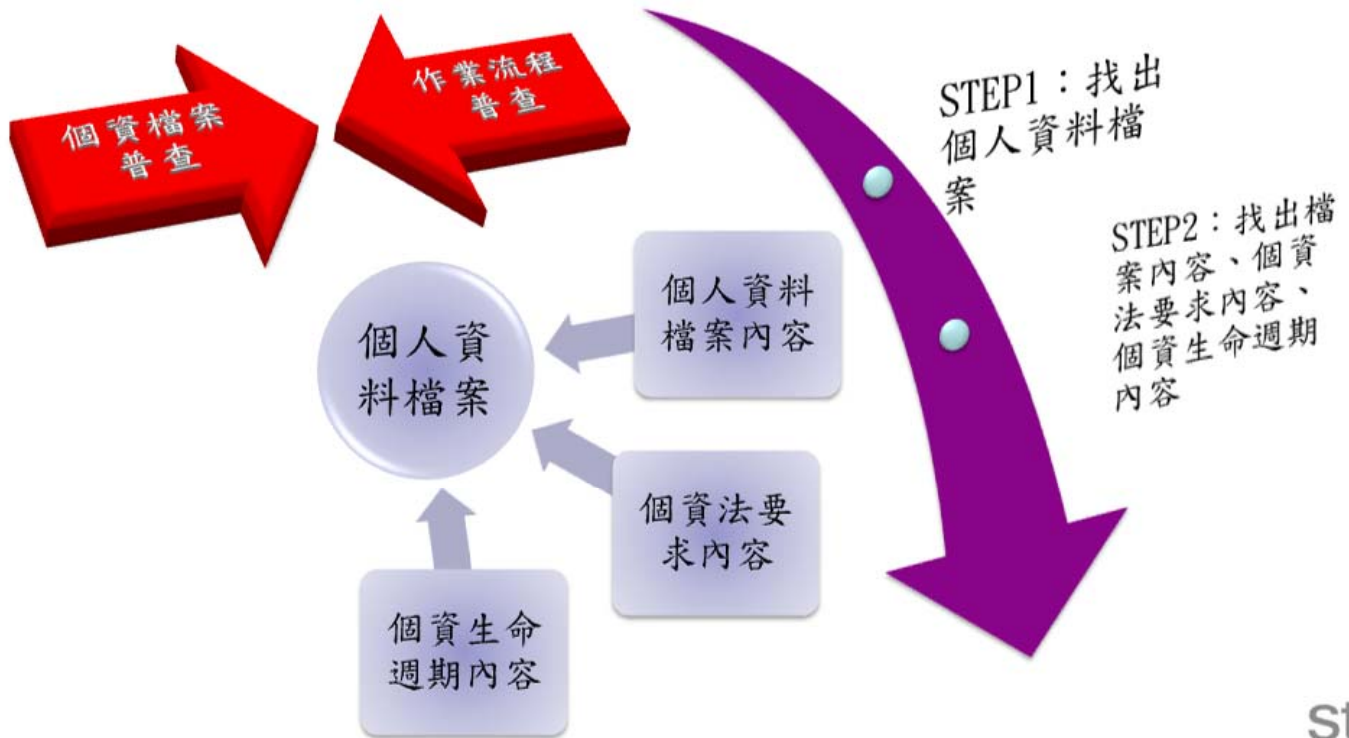 個資檔案
普查
作業流程
普查
STEP1：找出
個人資料檔
案
STEP2：找出檔
案內容、個資
法要求內容、
個資生命週期
內容
個人資
料檔案
個人資料
檔案內容
個資法要
求內容
個資生命
週期內容
st